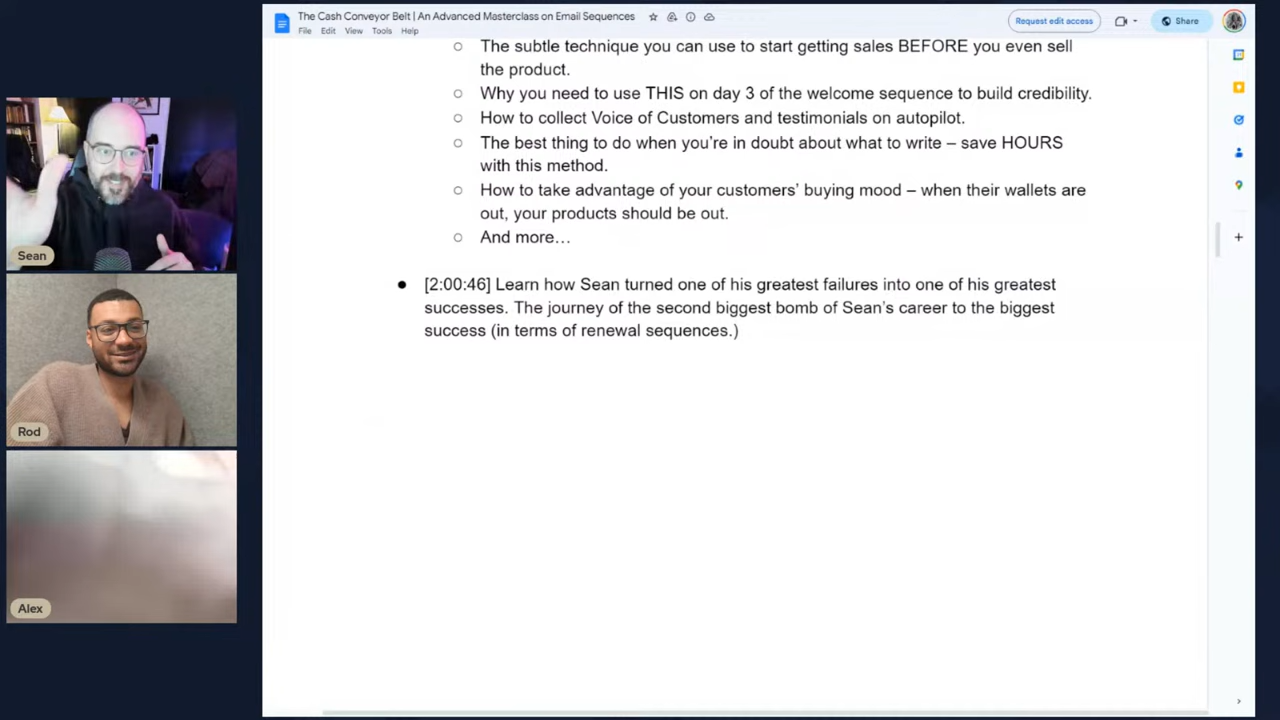 The Cash Conveyor Belt | An Advanced Masterclass on Email Sequences
File Edit View Tools Help
Request edit access
Share
The subtle technique you can use to start getting sales BEFORE you even sell
the product.
Why you need to use THIS on day 3 of the welcome sequence to build credibility.
How to collect Voice of Customers and testimonials on autopilot.
The best thing to do when you’re in doubt about what to write – save HOURS
with this method.
How to take advantage of your customers’ buying mood – when their wallets are
out, your products should be out.
And more…
[2:00:46] Learn how Sean turned one of his greatest failures into one of his greatest
successes. The journey of the second biggest bomb of Sean’s career to the biggest
success (in terms of renewal sequences.)
Sean
Rod
Alex